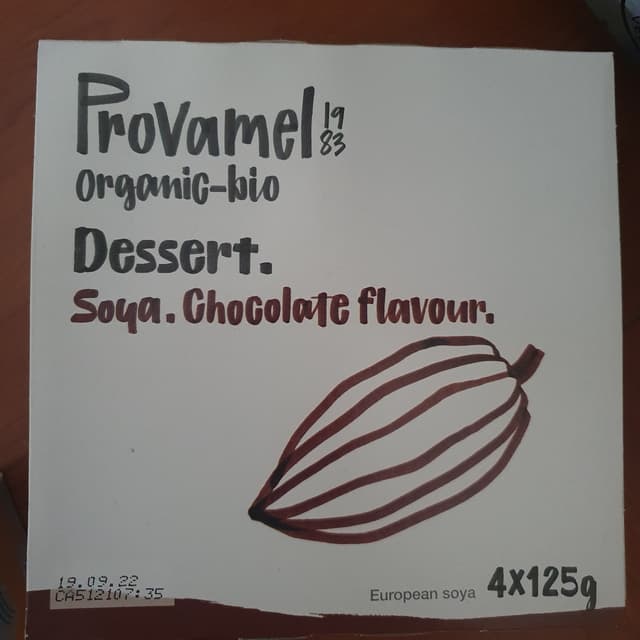 Provamel 19
83
Organic-bio
Dessert.
Soya. Chocolate flavour.
19.09.22
CA512107:35
European soya 4x125g